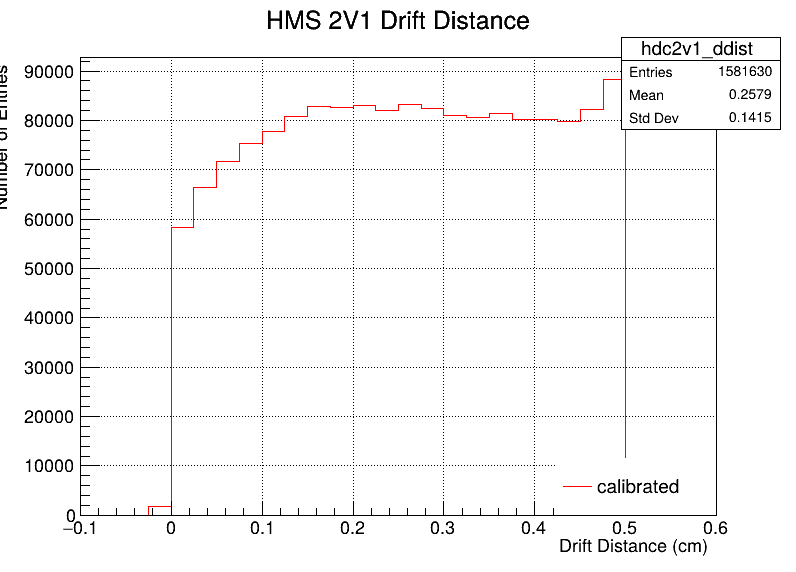 HMS 2V1 Drift Distance
hdc2v1_ddist
Entries 1581630
Mean 0.2579
Std Dev 0.1415
Number of Entries
90000
80000
70000
60000
50000
40000
30000
20000
10000
0
calibrated
−0.1 0 0.1 0.2 0.3 0.4 0.5 0.6
Drift Distance (cm)